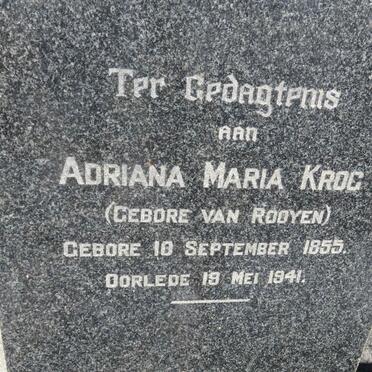 Ter Gedagtenis
AAN
ADRIANA MARIA KROG
(GEBORE VAN ROOYEN)
GEBORE 10 SEPTEMBER 1855.
OORLEDE 19 MEI 1941.